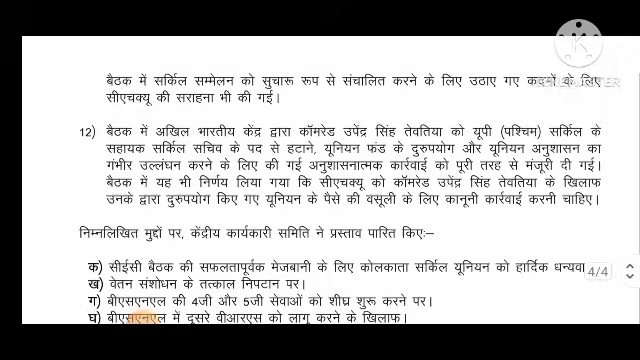 बैठक में सर्किल सम्मेलन को सुचारू रूप से संचालित करने के लिए उठाए गए कदमों के लिए
सीएचक्यू की सराहना भी की गई।
12) बैठक में अखिल भारतीय केंद्र द्वारा कॉमरेड उपेंद्र सिंह तेवतिया को यूपी (पश्चिम) सर्किल के
सहायक सर्किल सचिव के पद से हटाने, यूनियन फंड के दुरुपयोग और यूनियन अनुशासन का
गंभीर उल्लंघन करने के लिए की गई अनुशासनात्मक कार्रवाई को पूरी तरह से मंजूरी दी गई।
बैठक में यह भी निर्णय लिया गया कि सीएचक्यू को कॉमरेड उपेंद्र सिंह तेवतिया के खिलाफ
उनके द्वारा दुरुपयोग किए गए यूनियन के पैसे की वसूली के लिए कानूनी कार्रवाई करनी चाहिए।
निम्नलिखित मुद्दों पर, केंद्रीय कार्यकारी समिति ने प्रस्ताव पारित किए:–
क) सीईसी बैठक की सफलतापूर्वक मेजबानी के लिए कोलकाता सर्किल यूनियन को हार्दिक धन्यवा
4/4
ख) वेतन संशोधन के तत्काल निपटान पर।
ग) बीएसएनएल की 4जी और 5जी सेवाओं को शीघ्र शुरू करने पर।
घ) बीएसएनएल में दूसरे वीआरएस को लागू करने के खिलाफ।